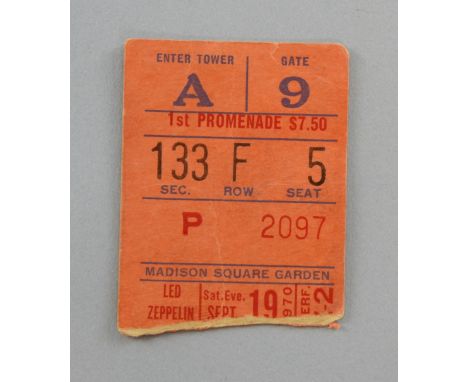 ENTER TOWER GATE
A 9
1st PROMENADE $7.50
133 F 5
SEC. ROW SEAT
P 2097
MADISON SQUARE GARDEN
LED Sat. Eve. 19
ZEPPELIN SEPT.